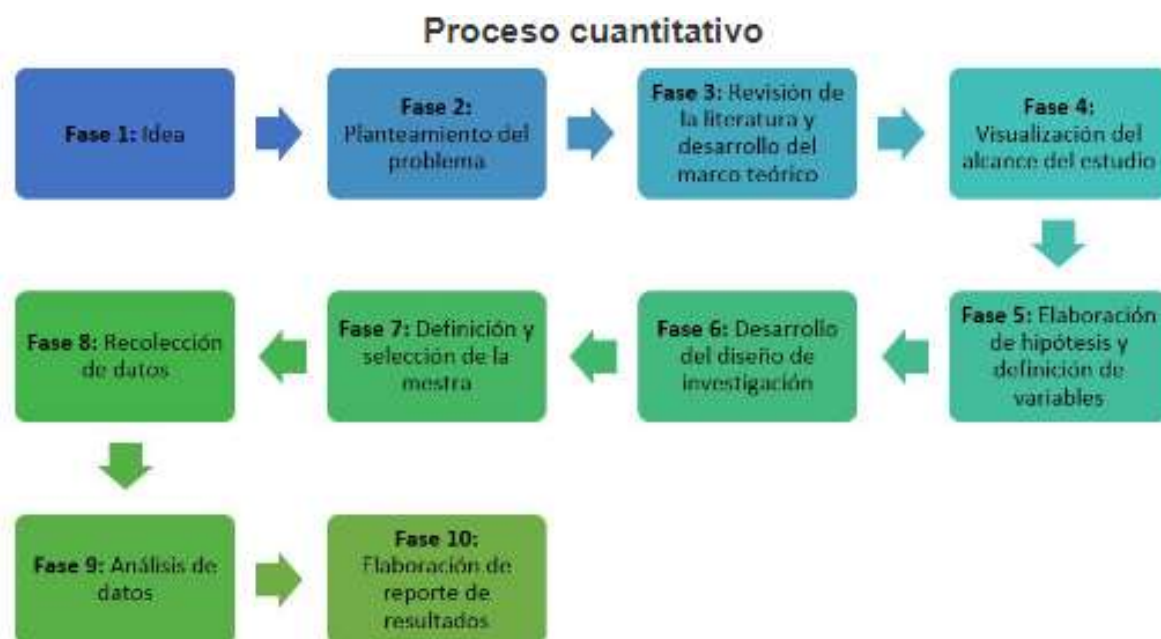 Proceso cuantitativo
Fase 1: Idea
Fase 2:
Planteamiento del
problema
Fase 3: Revisión de
la literatura y
desarrollo del
marco teórico
Fase 4:
Visualización del
alcance del estudio
Fase 5: Elaboración
de hipótesis y
definición de
variables
Fase 6: Desarrollo
del diseño de
investigación
Fase 7: Definición y
selección de la
mestra
Fase 8: Recolección
de datos
Fase 9: Análisis de
datos
Fase 10:
Elaboración de
reporte de
resultados